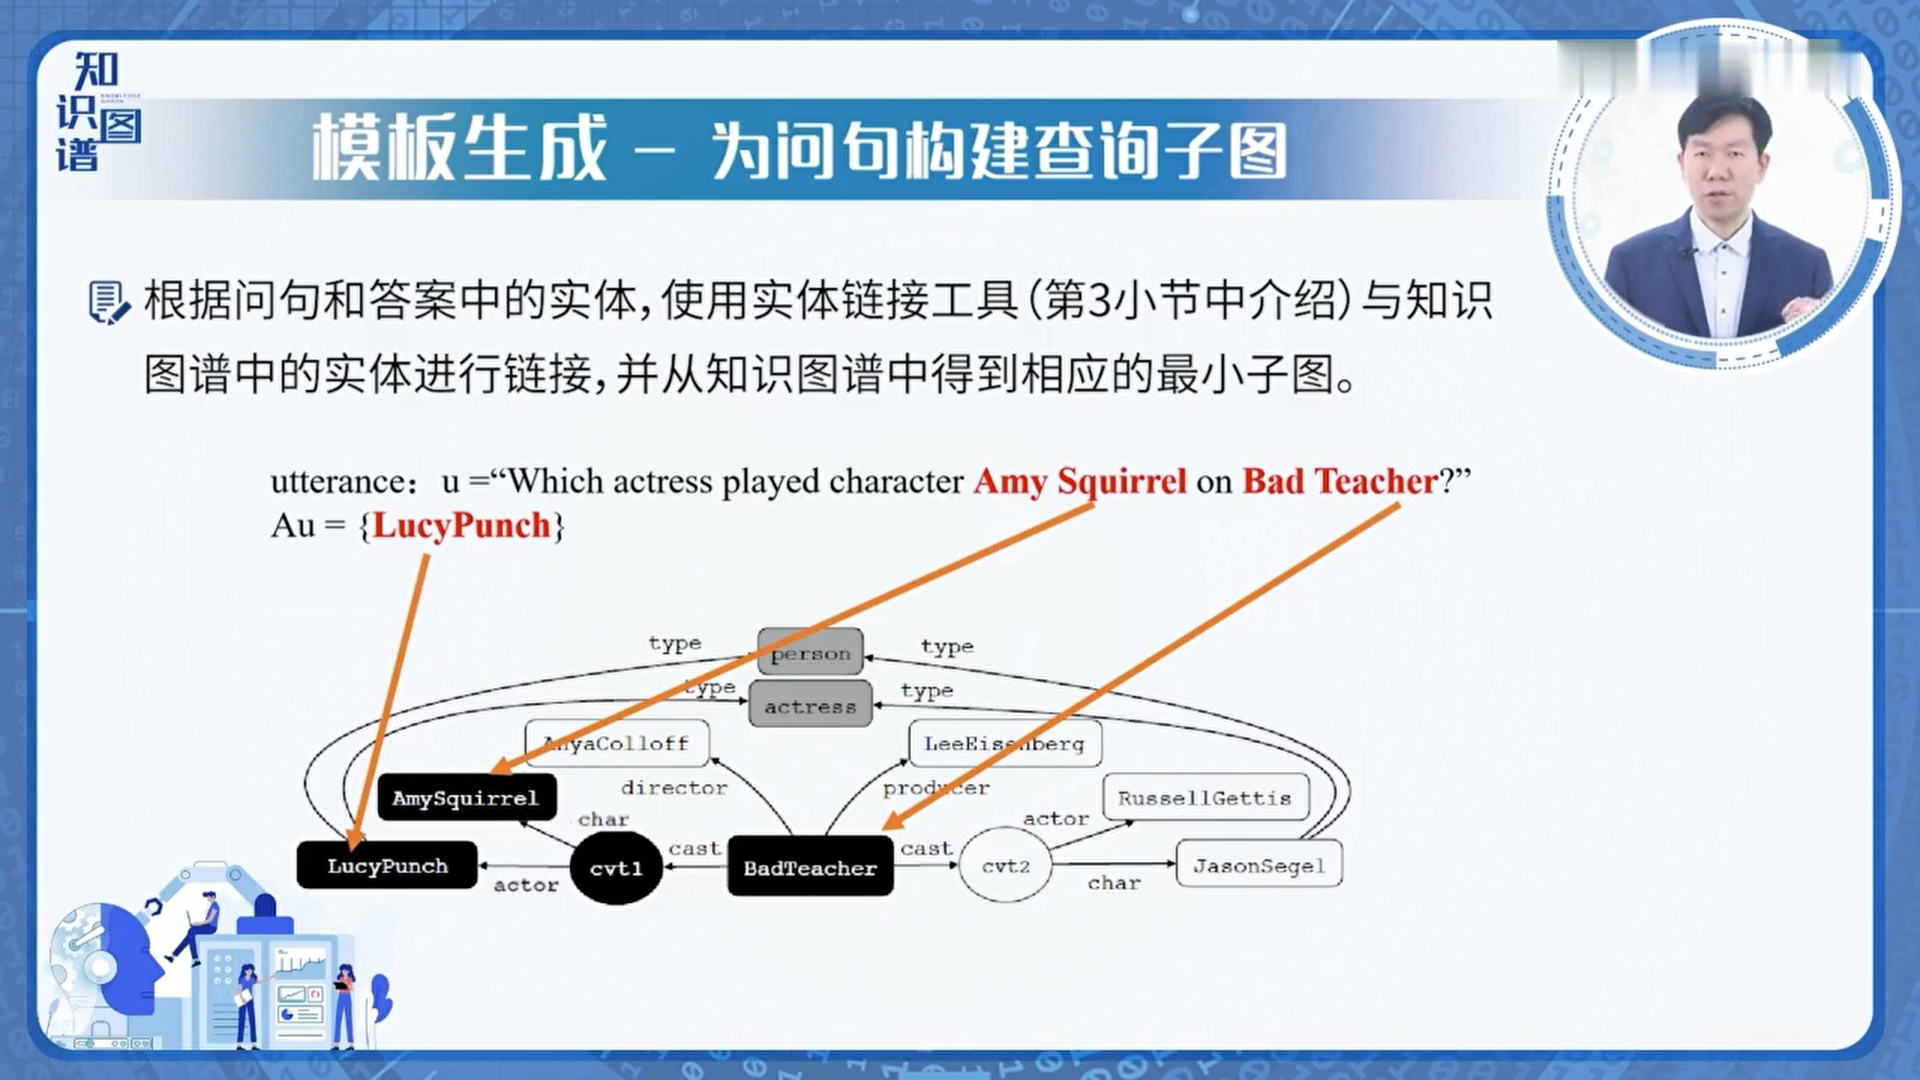 知识图谱
模板生成 - 为问句构建查询子图
根据问句和答案中的实体,使用实体链接工具(第3小节中介绍)与知识
图谱中的实体进行链接,并从知识图谱中得到相应的最小子图。
utterance: u =“Which actress played character Amy Squirrel on Bad Teacher?”
Au = {LucyPunch}
type
person
type
type
actress
type
AnyaColloff
LeeEisenberg
director
producer
AmySquirrel
RussellGettis
char
actor
LucyPunch
actor
cvt1
cast
BadTeacher
cast
cvt2
char
JasonSegel